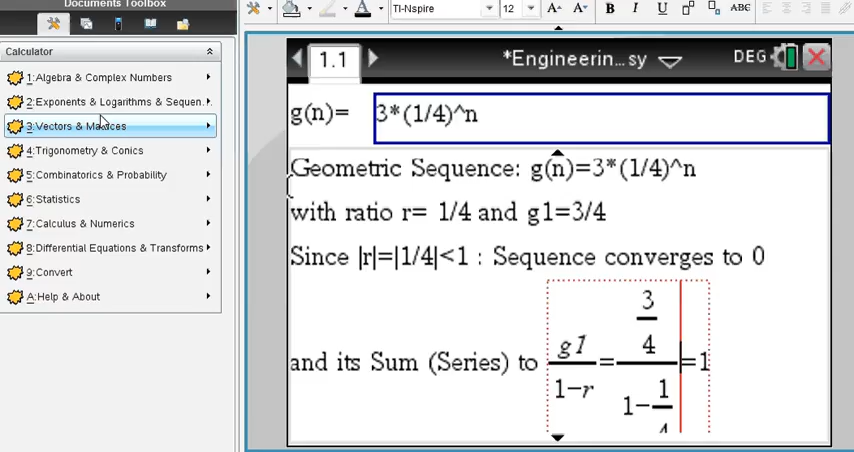 Documents Toolbox
TI-Nspire 12 A A B I U ABC
Calculator
1:Algebra & Complex Numbers
2:Exponents & Logarithms & Sequen.
3:Vectors & Matrices
4:Trigonometry & Conics
5:Combinatorics & Probability
6:Statistics
7:Calculus & Numerics
8:Differential Equations & Transforms
9:Convert
A:Help & About
1.1 *Engineerin...sy DEG
g(n)= 3*(1/4)^n
Geometric Sequence: g(n)=3*(1/4)^n
with ratio r= 1/4 and g1=3/4
Since |r|=|1/4|<1 : Sequence converges to 0
and its Sum (Series) to g1/1-r = 3/4/1-1/4 =1